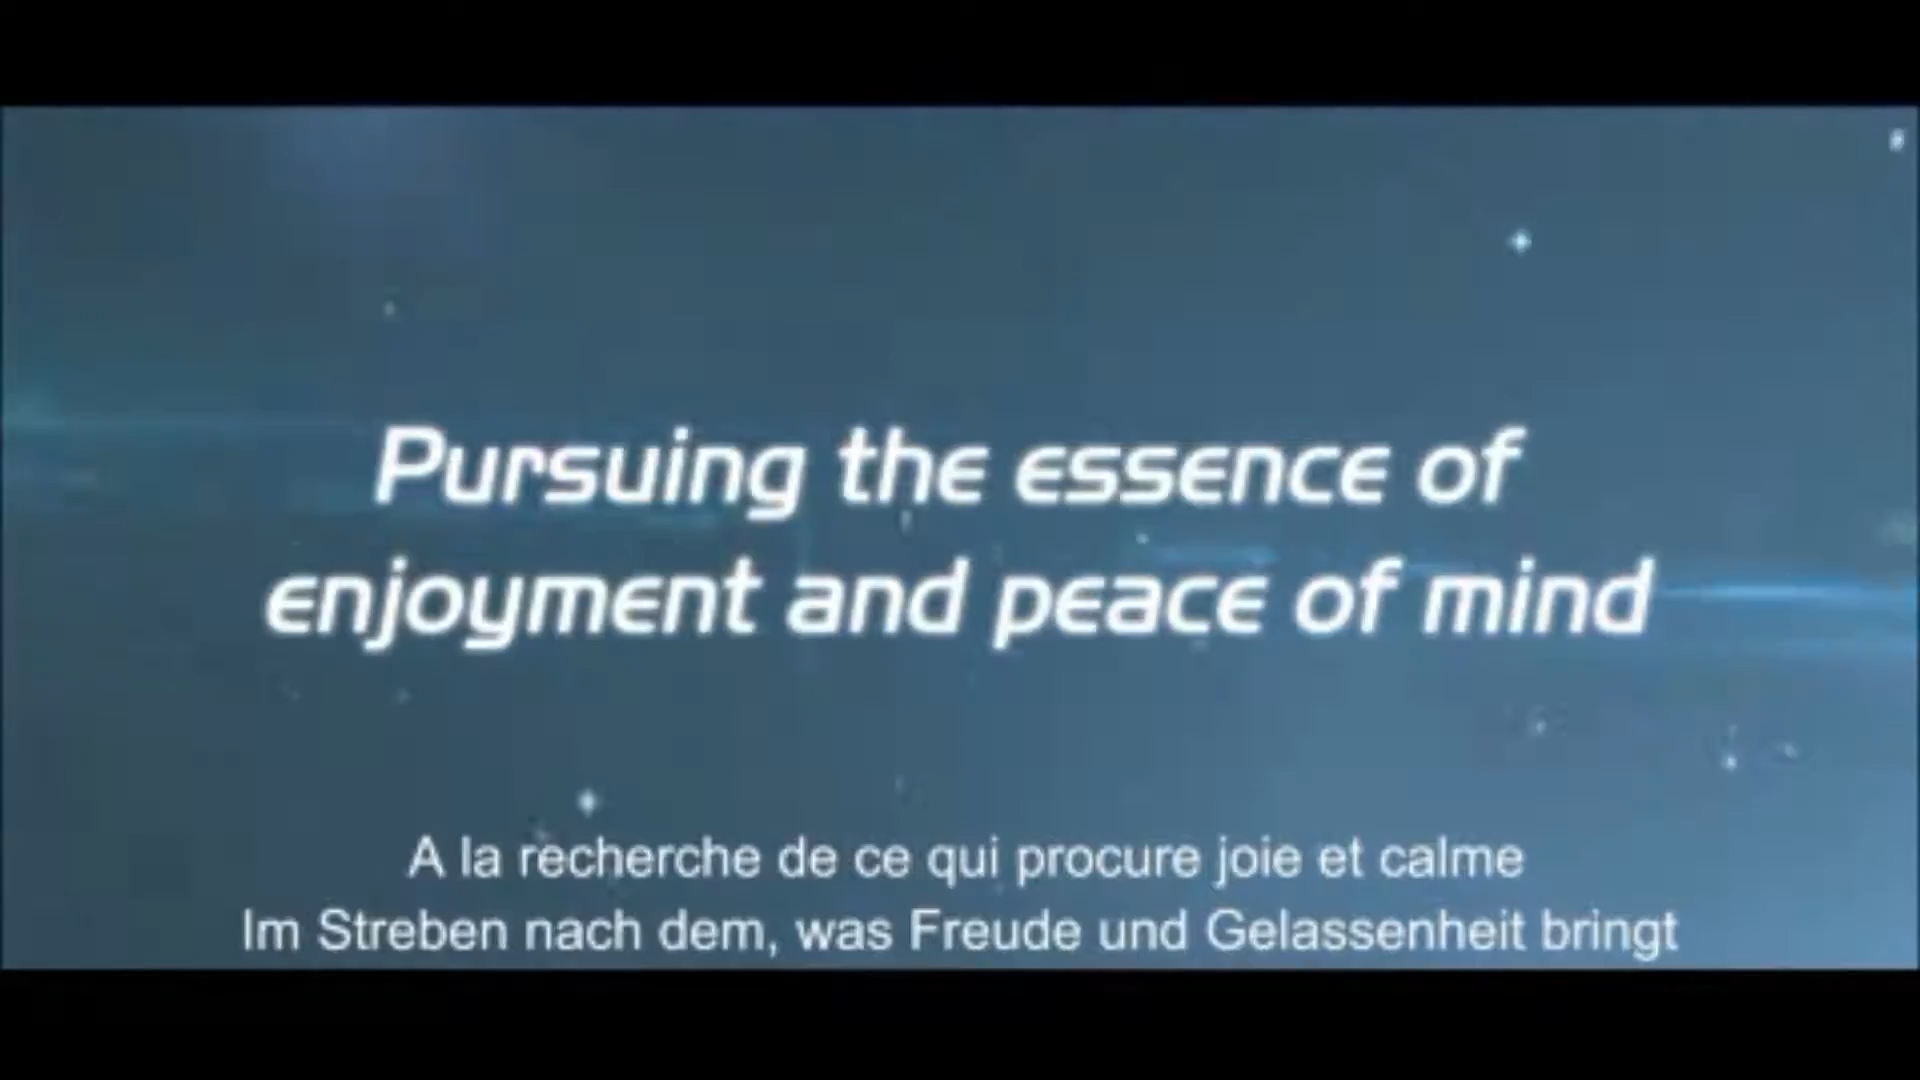 Pursuing the essence of
enjoyment and peace of mind
A la recherche de ce qui procure joie et calme
Im Streben nach dem, was Freude und Gelassenheit bringt